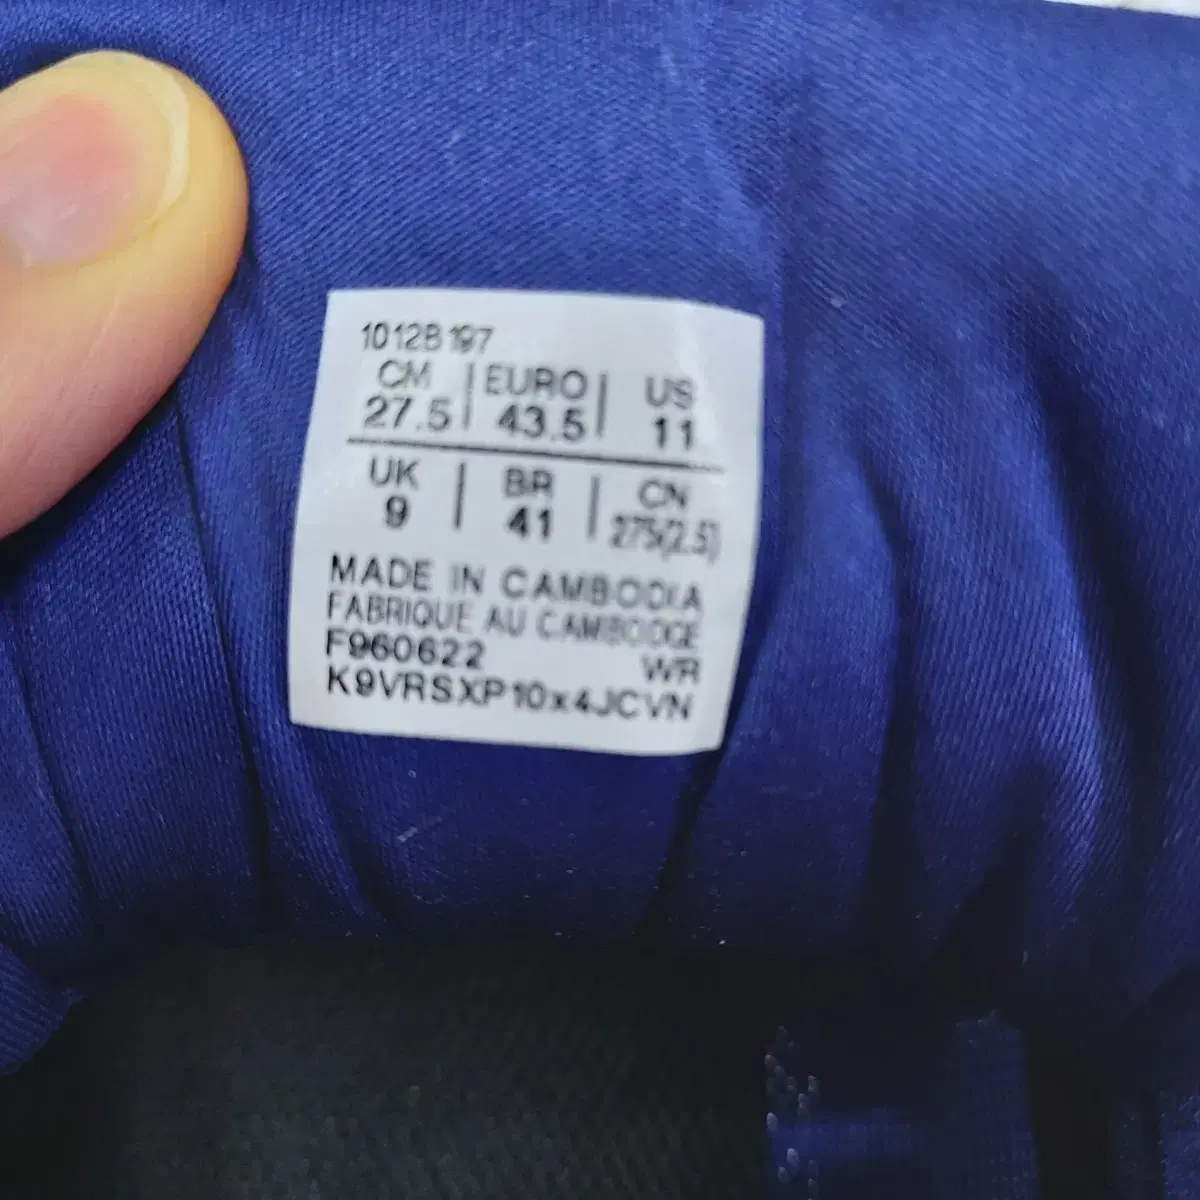 1012B197
CM | EURO | US
27.5 | 43.5 | 11
UK | BR | CN
9 | 41 | 275(2.5)
MADE IN CAMBODIA
FABRIQUE AU CAMBODGE
F960622 WR
K9VRSXP10x4JCVN